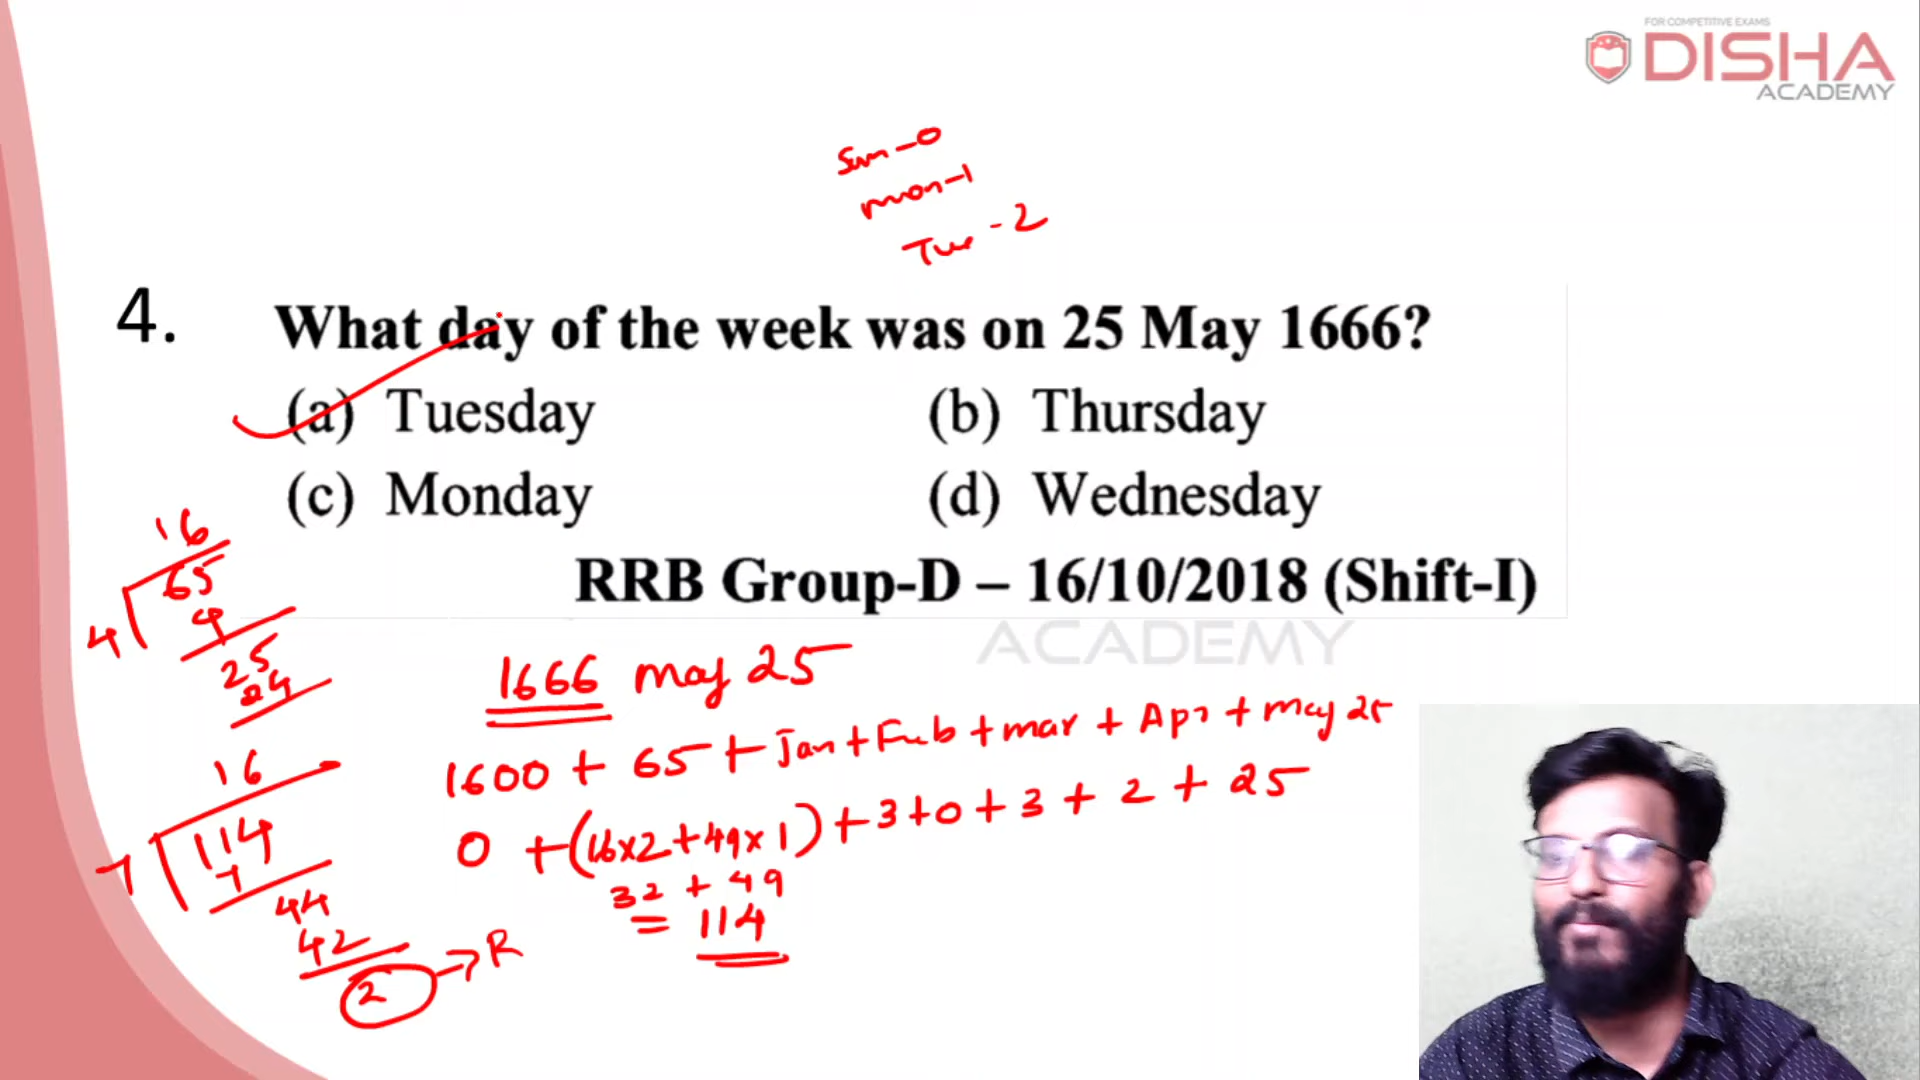 FOR COMPETITIVE EXAMS
DISHA
ACADEMY
Sun - 0
mon - 1
Tue - 2
4. What day of the week was on 25 May 1666?
(a) Tuesday (b) Thursday
(c) Monday (d) Wednesday
RRB Group-D – 16/10/2018 (Shift-I)
ACADEMY
16
4 65
4
25
24
1666 may 25
1600 + 65 + Jan + Feb + mar + Apr + may 25
0 + (16x2 + 49x1) + 3 + 0 + 3 + 2 + 25
32 + 49
= 114
16
7 114
7
44
42
2 → R